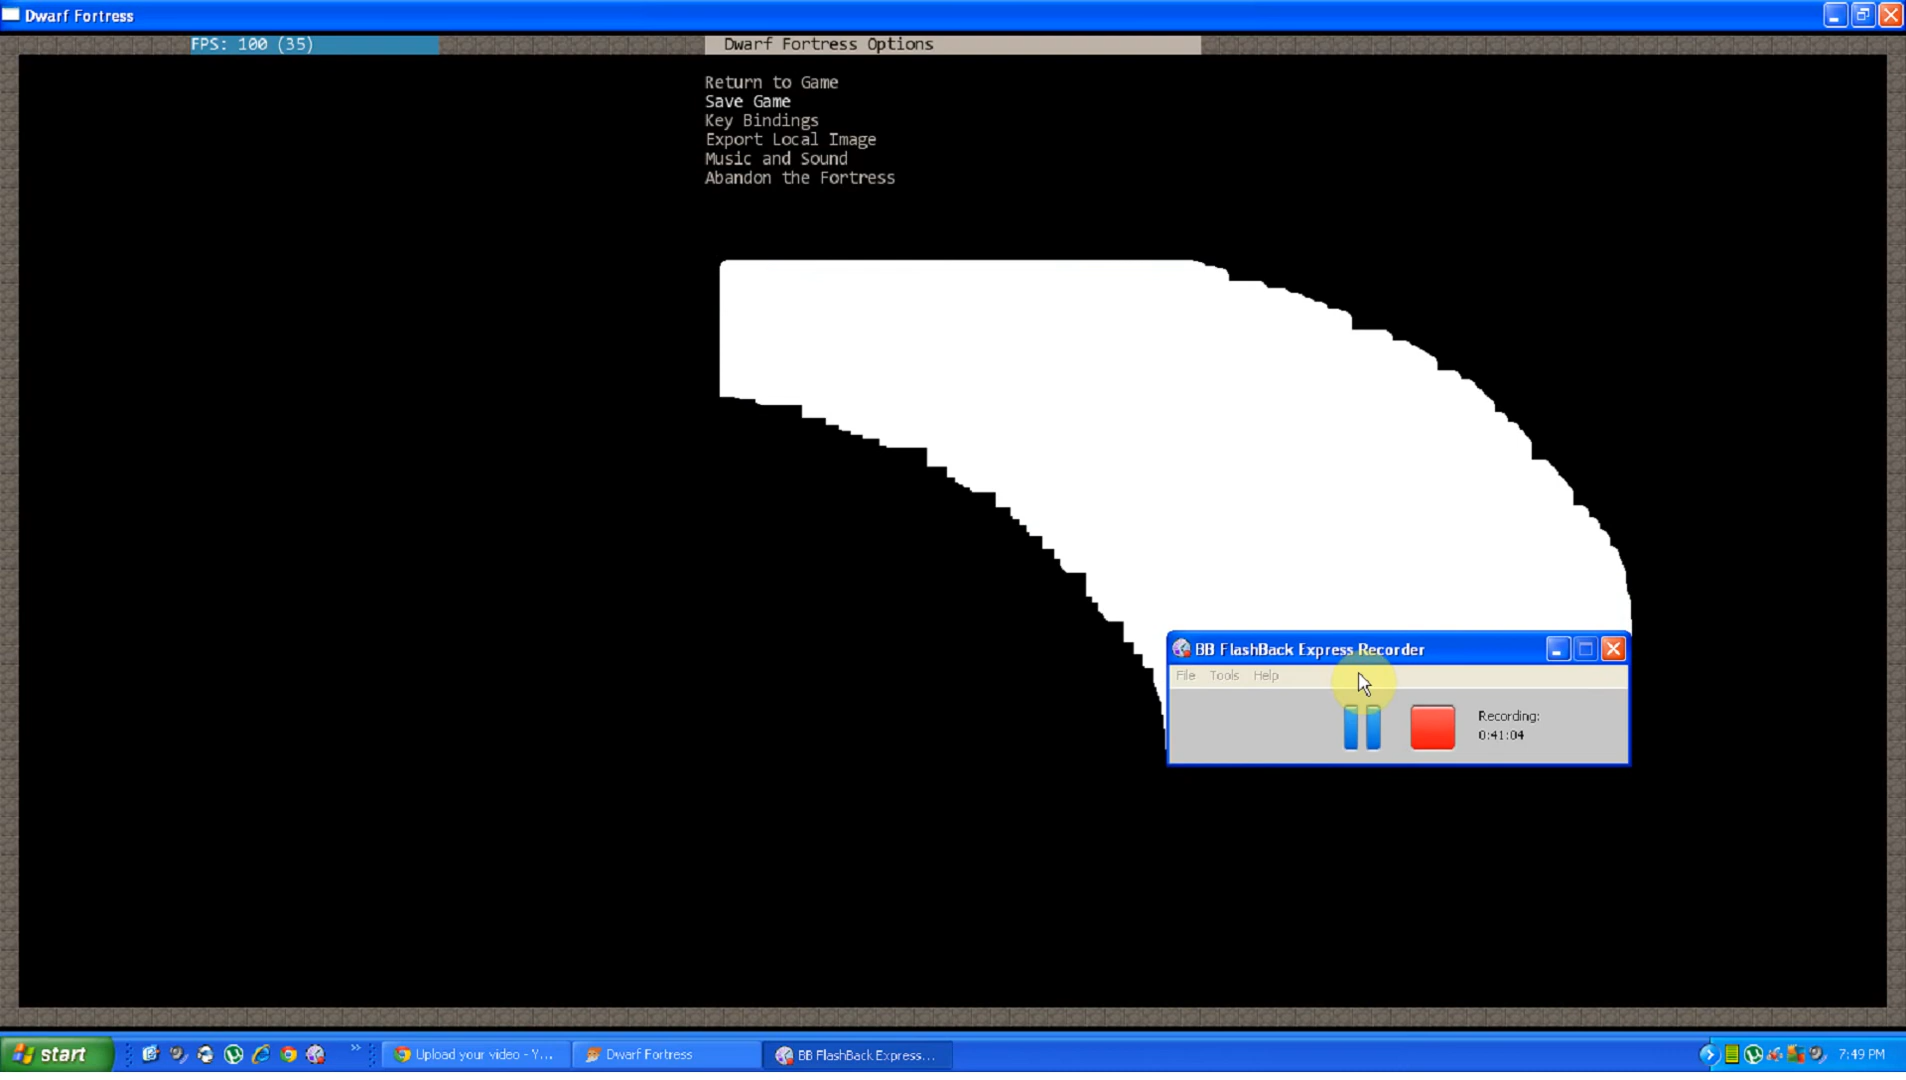 Dwarf Fortress
FPS: 100 (35)
Dwarf Fortress Options
Return to Game
Save Game
Key Bindings
Export Local Image
Music and Sound
Abandon the Fortress
BB FlashBack Express Recorder
File Tools Help
Recording:
0:41:04
start
Upload your video - Y...
Dwarf Fortress
BB FlashBack Express...
7:49 PM